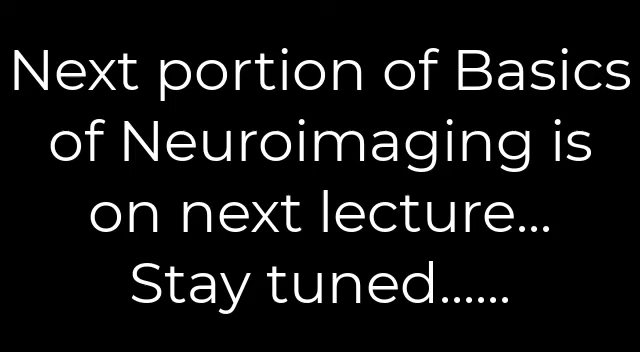 Next portion of Basics
of Neuroimaging is
on next lecture...
Stay tuned......